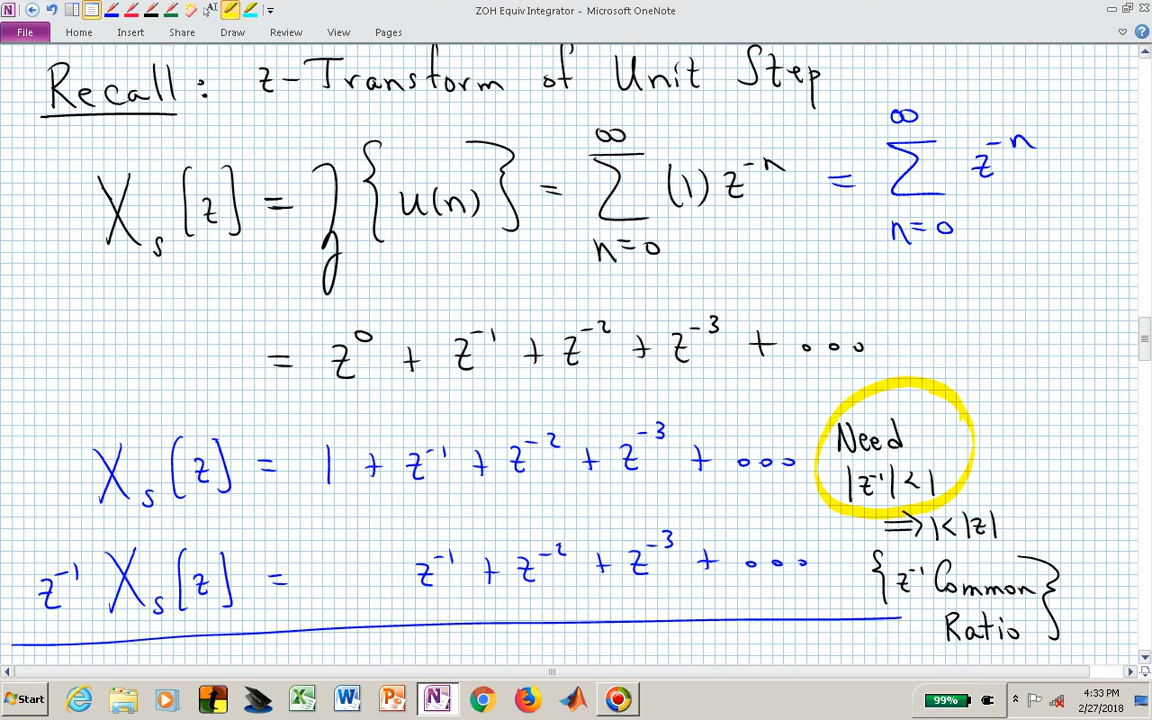 ZOH Equiv Integrator - Microsoft OneNote
File Home Insert Share Draw Review View Pages
Recall: z-Transform of Unit Step
X_s[z] = 𝓏{u(n)} = ∑_{n=0}^{∞} (1) z^{-n} = ∑_{n=0}^{∞} z^{-n}
= z^0 + z^{-1} + z^{-2} + z^{-3} + ∘∘∘
X_s[z] = 1 + z^{-1} + z^{-2} + z^{-3} + ∘∘∘
Need
|z^{-1}| < 1
⟹ 1 < |z|
z^{-1} X_s[z] = z^{-1} + z^{-2} + z^{-3} + ∘∘∘
{z^{-1} Common
Ratio}
Start
99%
4:33 PM
2/27/2018